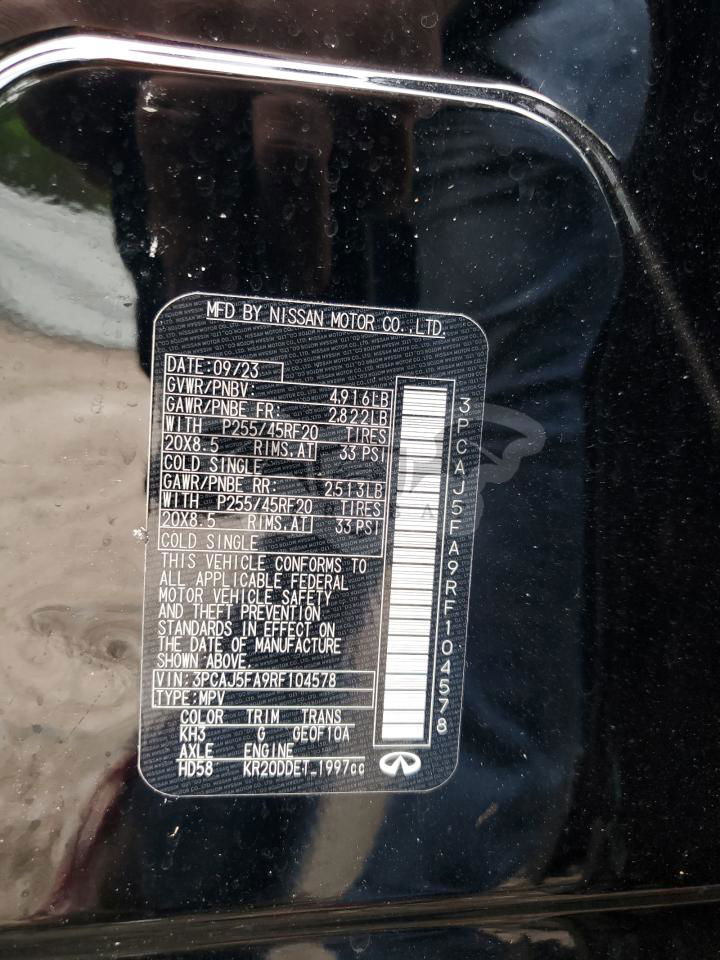 MFD BY NISSAN MOTOR CO.,LTD.
DATE:09/23
GVWR/PNBV: 4,916LB
GAWR/PNBE FR: 2822LB
WITH P255/45RF20 TIRES
20X8.5 RIMS,AT 33 PSI
COLD SINGLE
GAWR/PNBE RR: 2513LB
WITH P255/45RF20 TIRES
20X8.5 RIMS,AT 33 PSI
COLD SINGLE
THIS VEHICLE CONFORMS TO
ALL APPLICABLE FEDERAL
MOTOR VEHICLE SAFETY
AND THEFT PREVENTION
STANDARDS IN EFFECT ON
THE DATE OF MANUFACTURE
SHOWN ABOVE.
VIN:3PCAJ5FA9RF104578
TYPE:MPV
COLOR TRIM TRANS
KH3 G GE0F10A
AXLE ENGINE
HD58 KR20DDET_1997cc
3PCAJ5FA9RF104578